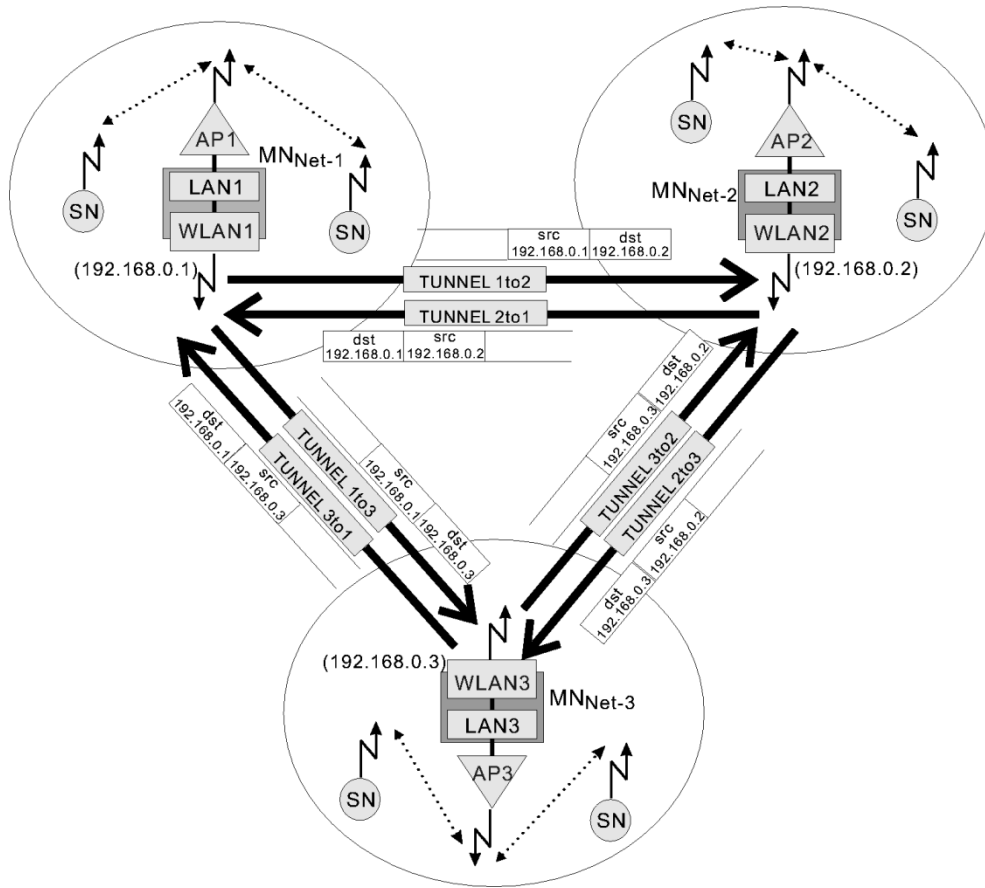 AP1
MNNet-1
LAN1
SN
WLAN1
SN
(192.168.0.1)
SN
AP2
MNNet-2
LAN2
SN
WLAN2
(192.168.0.2)
src
192.168.0.1
dst
192.168.0.2
TUNNEL 1to2
TUNNEL 2to1
dst
192.168.0.1
src
192.168.0.2
dst
192.168.0.1
src
192.168.0.3
TUNNEL 3to1
TUNNEL 1to3
src
192.168.0.1
dst
192.168.0.3
dst
192.168.0.2
src
192.168.0.3
TUNNEL 3to2
TUNNEL 2to3
src
192.168.0.2
dst
192.168.0.3
(192.168.0.3)
WLAN3
MNNet-3
LAN3
AP3
SN
SN